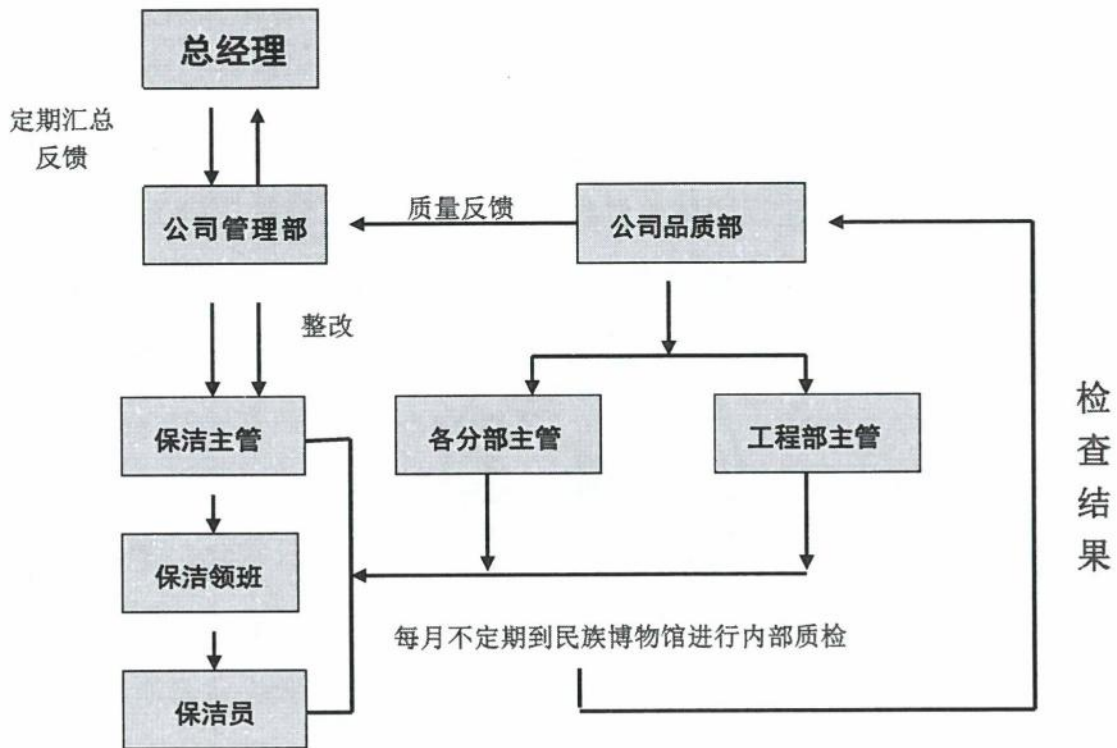 总经理
定期汇总
反馈
公司管理部
质量反馈
公司品质部
整改
保洁主管
各分部主管
工程部主管
检查结果
保洁领班
每月不定期到民族博物馆进行内部质检
保洁员